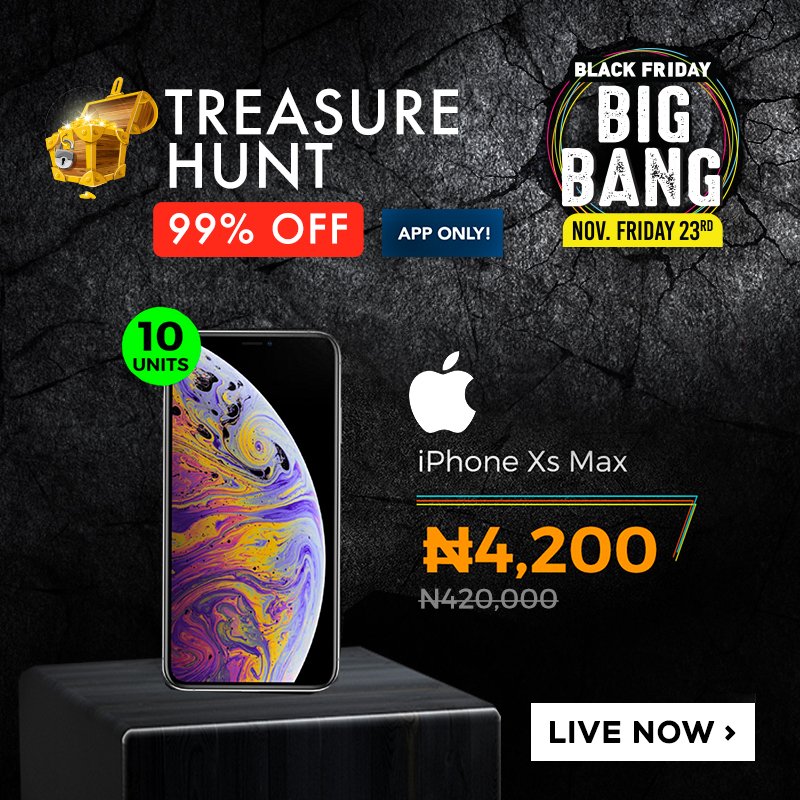 TREASURE
HUNT
99% OFF
APP ONLY!
BLACK FRIDAY
BIG
BANG
NOV. FRIDAY 23RD
10
UNITS
iPhone Xs Max
₦4,200
N420,000
LIVE NOW >